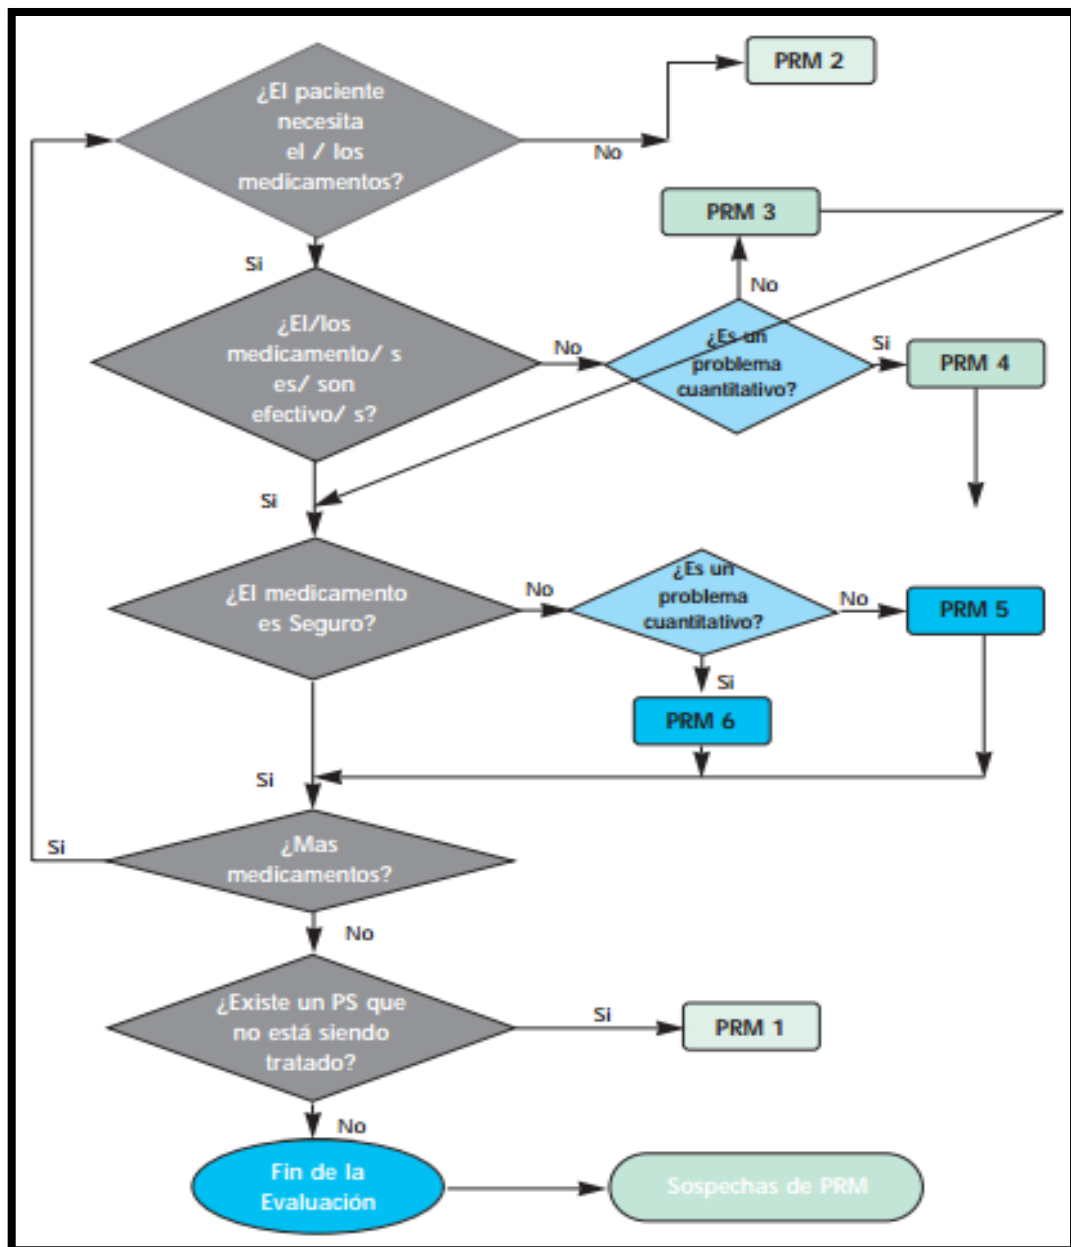 ¿El paciente
necesita
el / los
medicamentos?
PRM 2
No
Si
PRM 3
No
¿El/los
medicamento/ s
es/ son
efectivo/ s?
No
¿Es un
problema
cuantitativo?
Si
PRM 4
Si
¿El medicamento
es Seguro?
No
¿Es un
problema
cuantitativo?
No
PRM 5
Si
PRM 6
Si
¿Mas
medicamentos?
Si
No
¿Existe un PS que
no está siendo
tratado?
Si
PRM 1
No
Fin de la
Evaluación
Sospechas de PRM